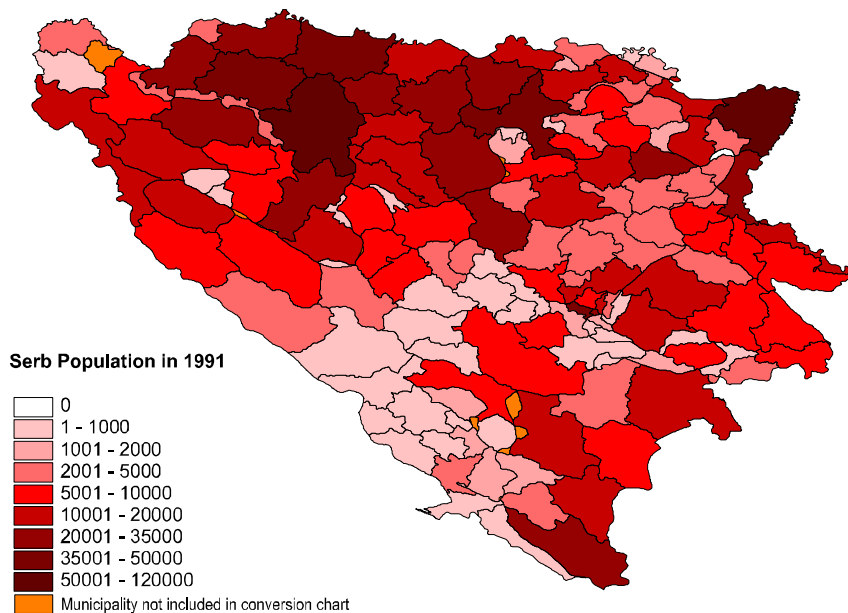 Serb Population in 1991
0
1 - 1000
1001 - 2000
2001 - 5000
5001 - 10000
10001 - 20000
20001 - 35000
35001 - 50000
50001 - 120000
Municipality not included in conversion chart